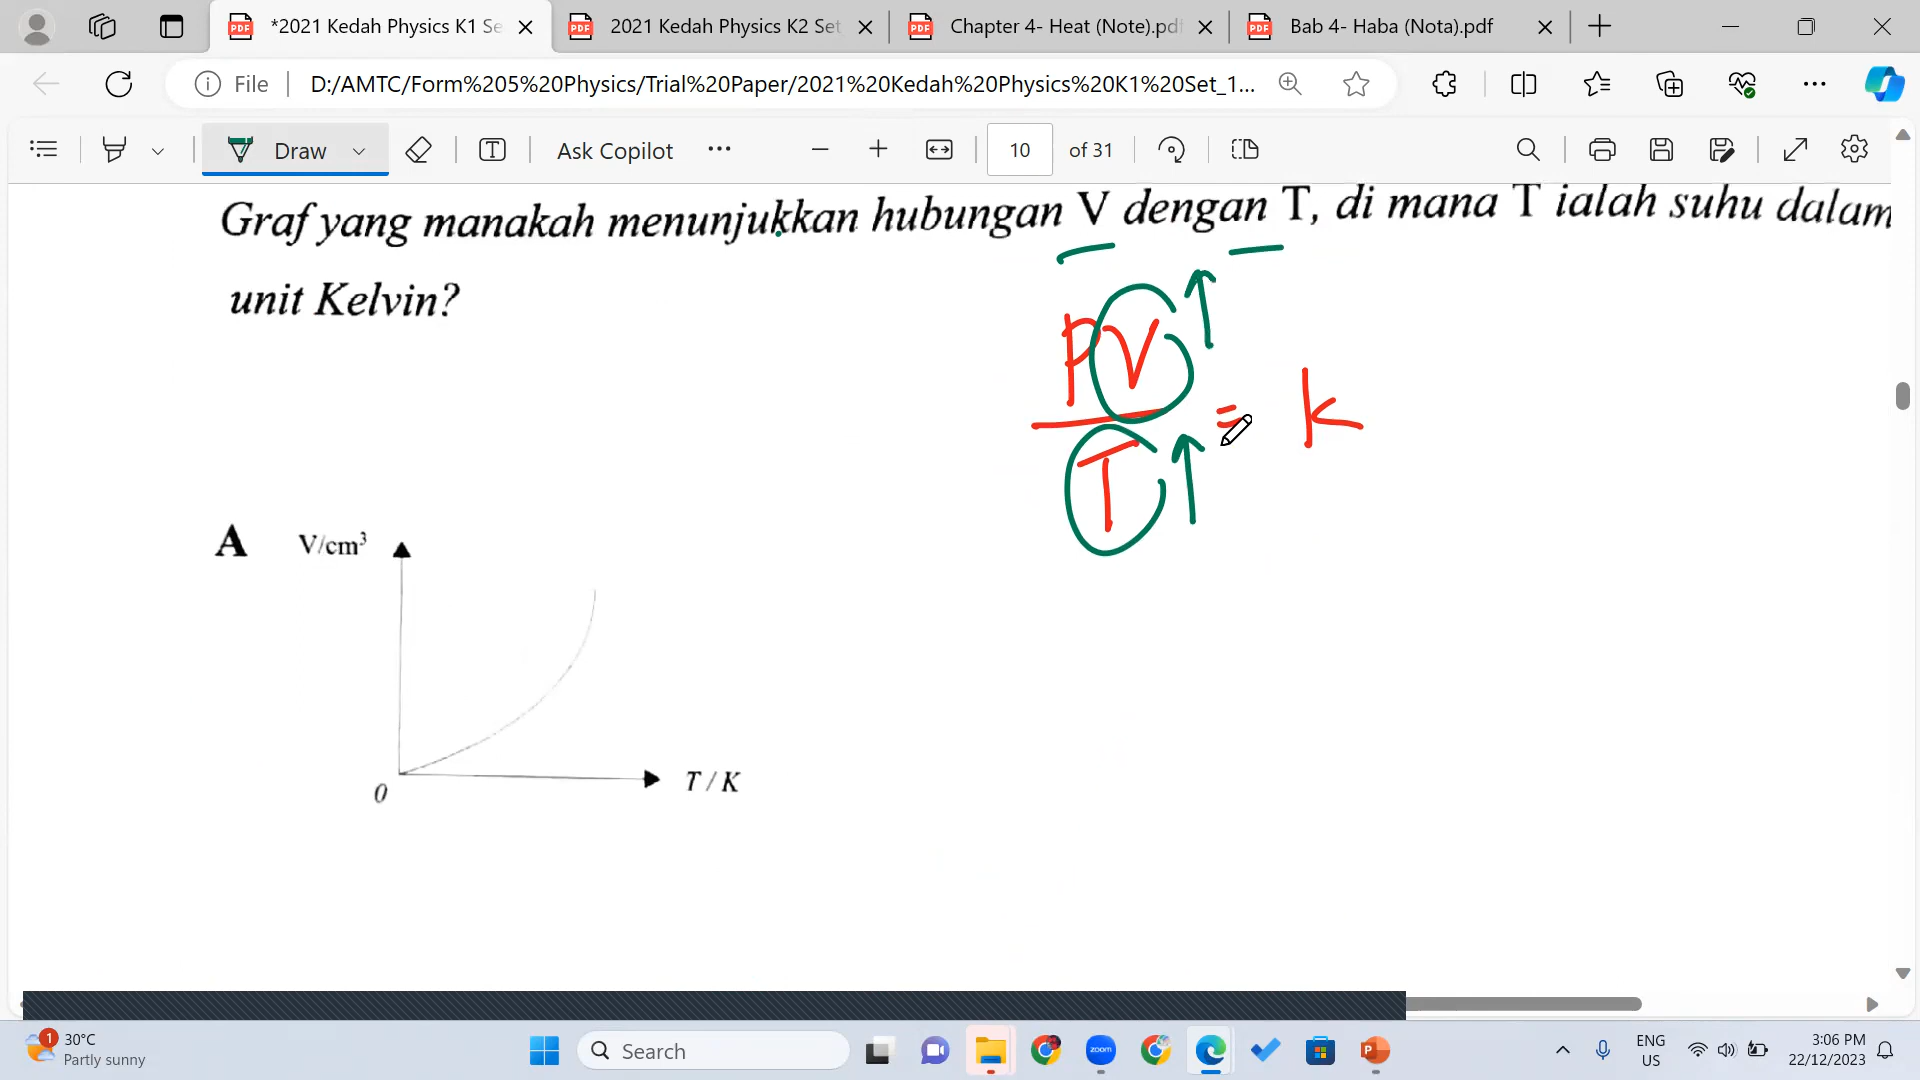 *2021 Kedah Physics K1 Se
2021 Kedah Physics K2 Set
Chapter 4- Heat (Note).pdf
Bab 4- Haba (Nota).pdf
File
D:/AMTC/Form%205%20Physics/Trial%20Paper/2021%20Kedah%20Physics%20K1%20Set_1...
Draw
Ask Copilot
10
of 31
Graf yang manakah menunjukkan hubungan V dengan T, di mana T ialah suhu dalam
unit Kelvin?
PV
= k
T
A
V/cm³
0
T / K
1
30°C
Partly sunny
Search
zoom
ENG
US
3:06 PM
22/12/2023